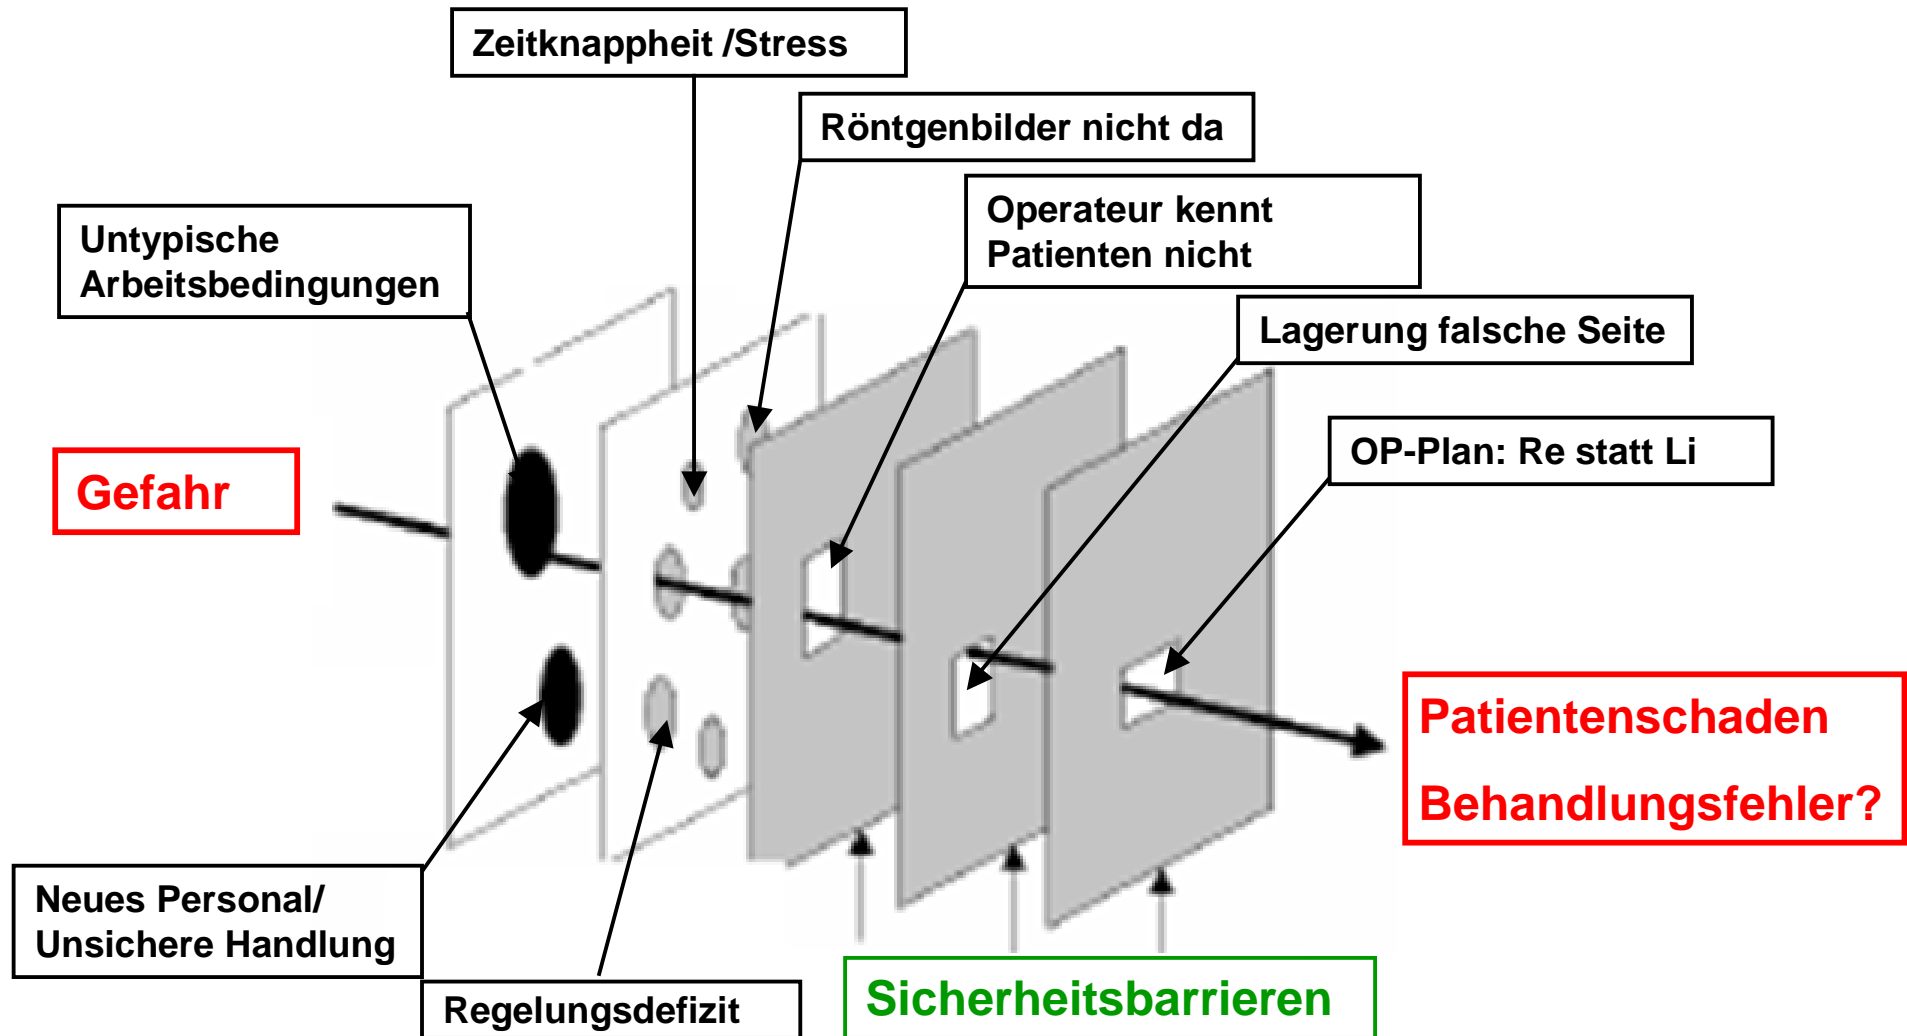 Zeitknappheit /Stress
Röntgenbilder nicht da
Operateur kennt
Patienten nicht
Untypische
Arbeitsbedingungen
Lagerung falsche Seite
OP-Plan: Re statt Li
Gefahr
Patientenschaden
Behandlungsfehler?
Neues Personal/
Unsichere Handlung
Regelungsdefizit
Sicherheitsbarrieren